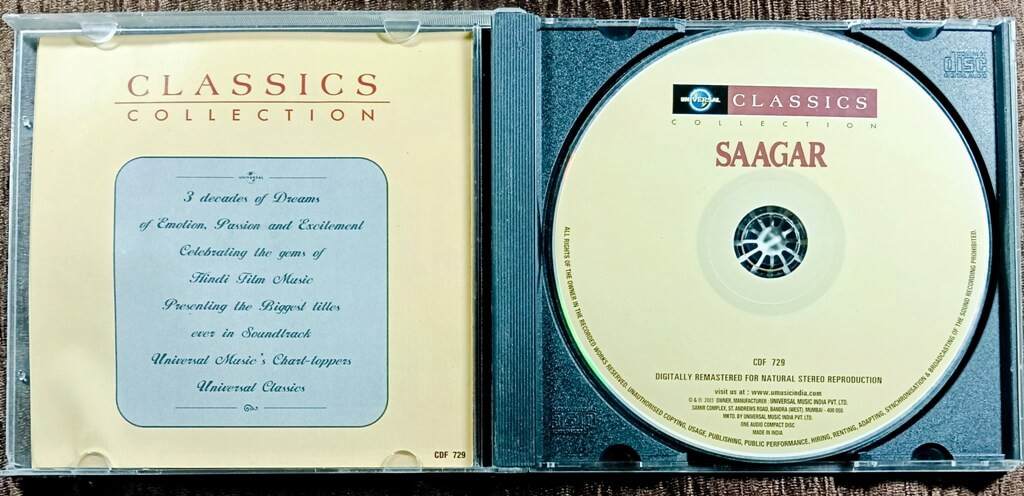 CLASSICS
COLLECTION
UNIVERSAL
3 decades of Dreams
of Emotion, Passion and Excitement
Celebrating the gems of
Hindi Film Music
Presenting the Biggest titles
ever in Soundtrack
Universal Music's Chart-toppers
Universal Classics
CDF 729
disc
UNIVERSAL CLASSICS
COLLECTION
SAAGAR
CDF 729
DIGITALLY REMASTERED FOR NATURAL STEREO REPRODUCTION
visit us at : www.umusicindia.com
© & ℗ 2003 OWNER, MANUFACTURER : UNIVERSAL MUSIC INDIA PVT. LTD.
SAMIR COMPLEX, ST. ANDREWS ROAD, BANDRA (WEST). MUMBAI - 400 050.
MKTD. BY UNIVERSAL MUSIC INDIA PVT. LTD.
ONE AUDIO COMPACT DISC
MADE IN INDIA
ALL RIGHTS OF THE OWNER IN THE RECORDED WORKS RESERVED. UNAUTHORISED COPYING, USAGE, PUBLISHING, PUBLIC PERFORMANCE, HIRING, RENTING, ADAPTING, SYNCHRONISATION & BROADCASTING OF THE SOUND RECORDING PROHIBITED.